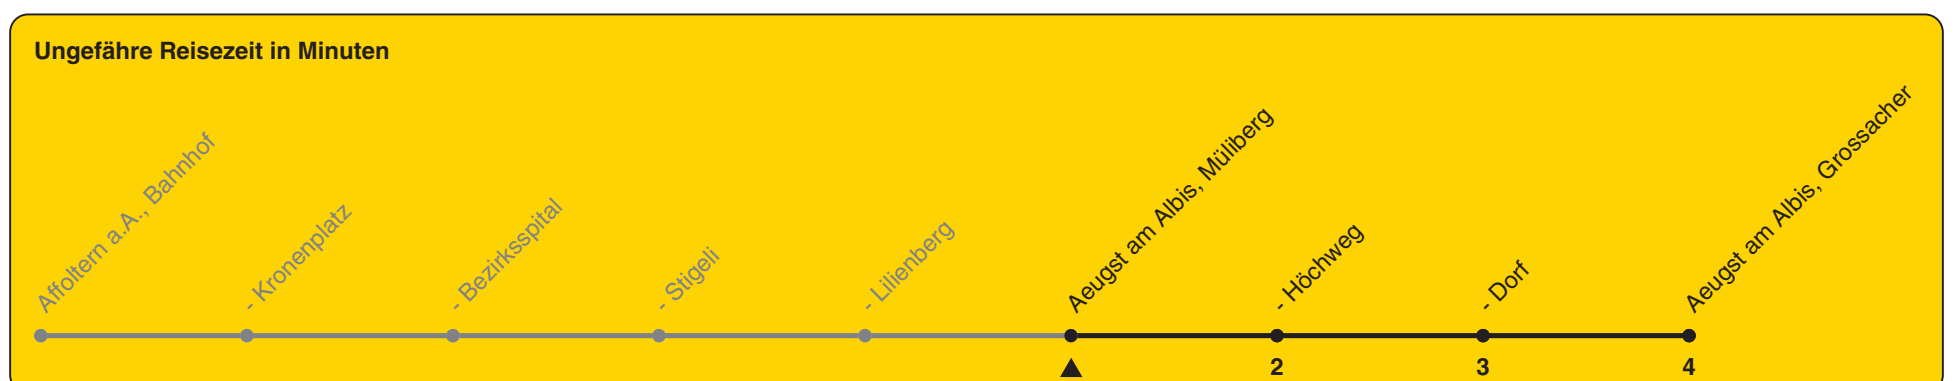 Ungefähre Reisezeit in Minuten
Affoltern a.A., Bahnhof
- Kronenplatz
- Bezirksspital
- Stigeli
- Lilienberg
Aeugst am Albis, Müliberg
- Höchweg
- Dorf
Aeugst am Albis, Grossacher
2
3
4